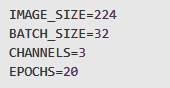 IMAGE_SIZE=224
BATCH_SIZE=32
CHANNELS=3
EPOCHS=20